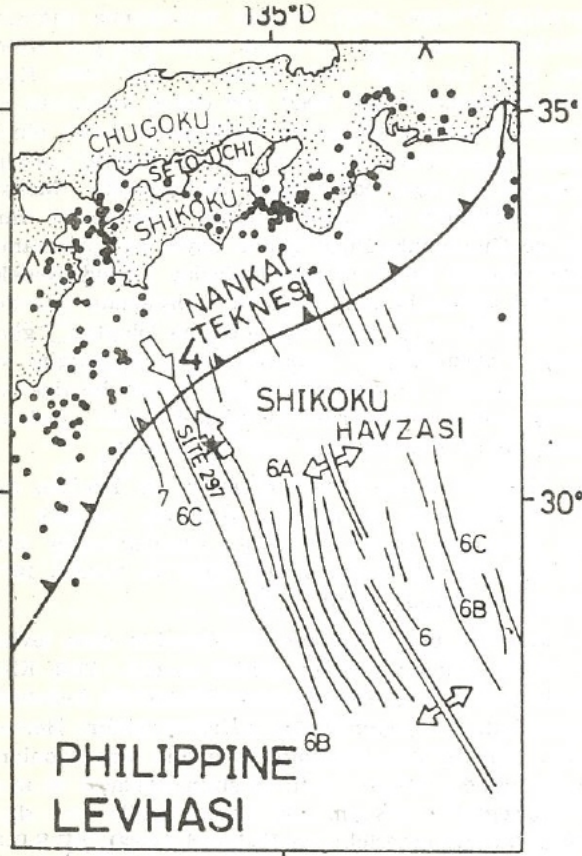 135°D
35°
CHUGOKU
SETO UCHI
SHIKOKU
NANKAI
TEKNESİ
4
SHIKOKU
HAVZASI
SITE 297
6A
30°
7
6C
6C
6B
6
6B
PHILIPPINE
LEVHASI